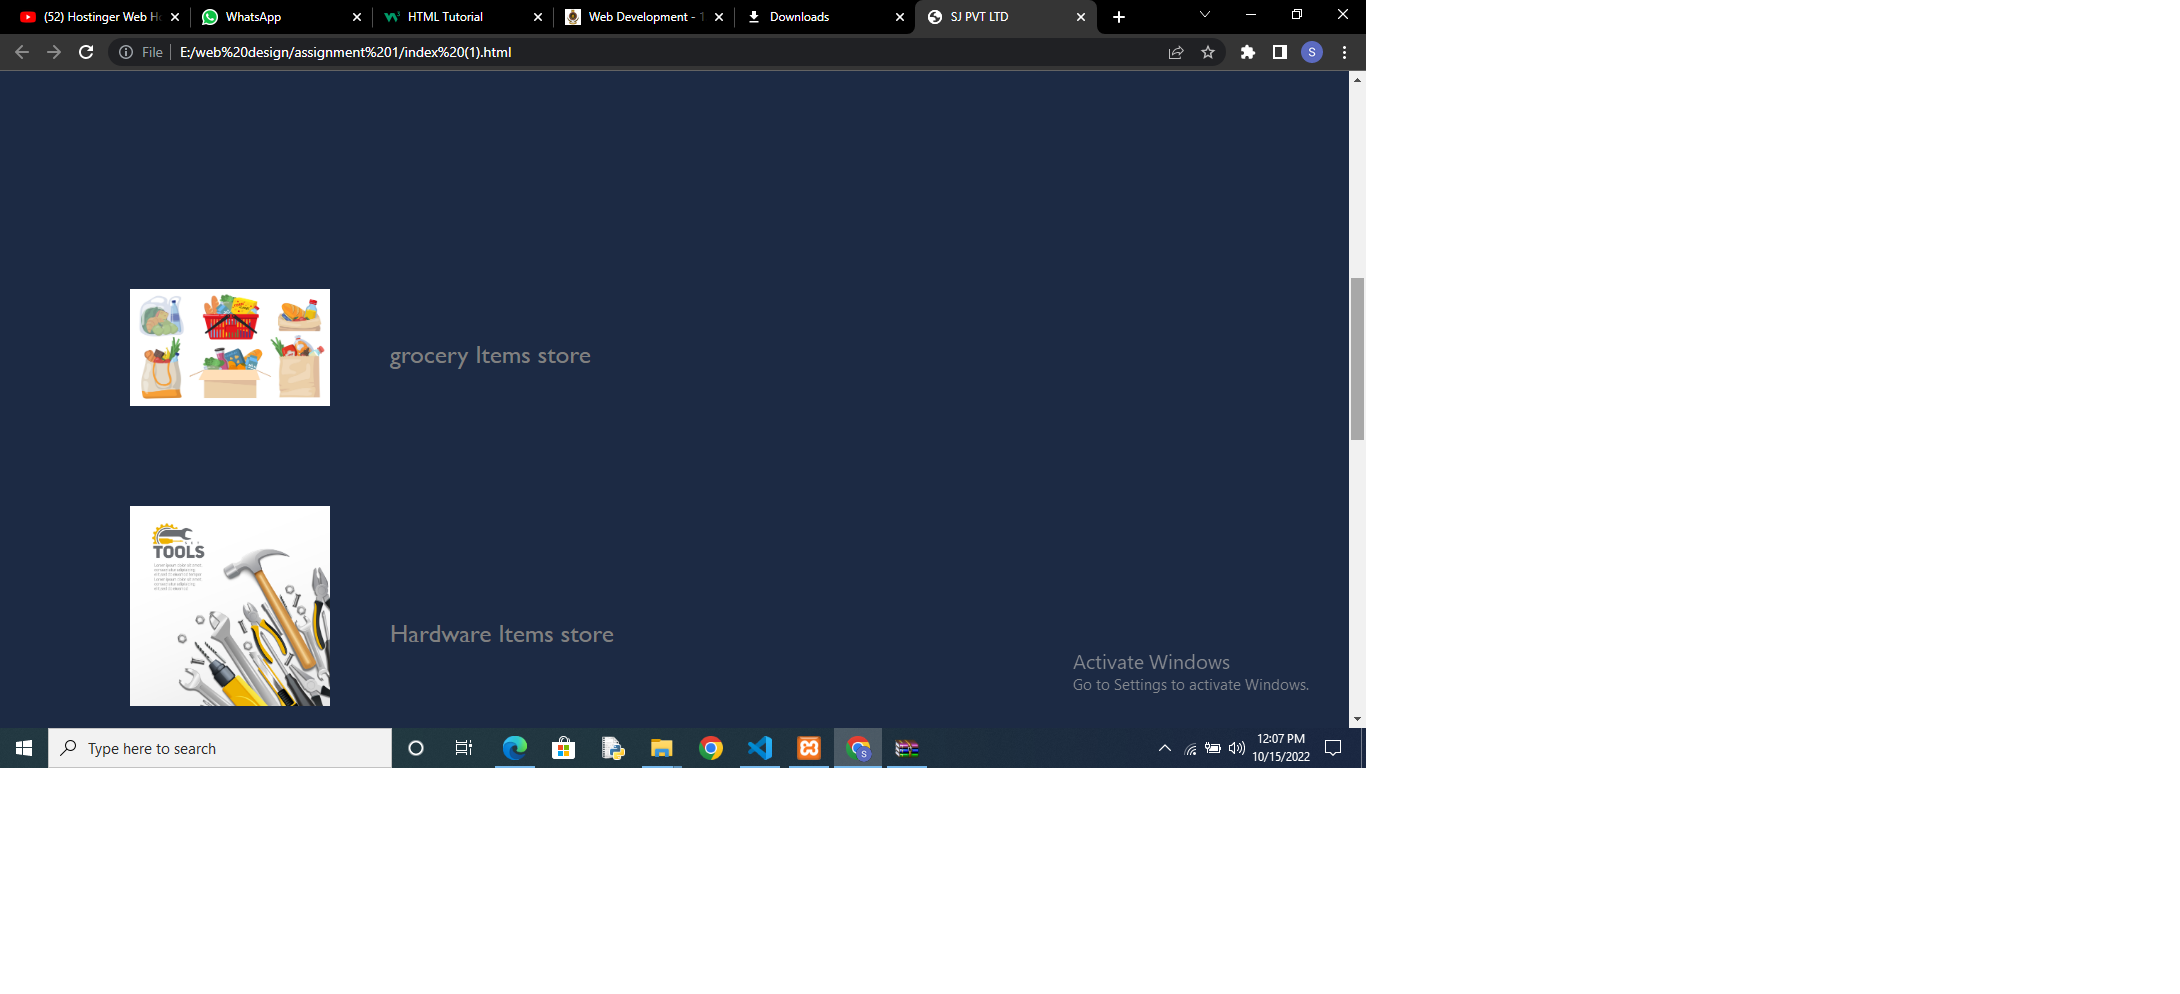 (52) Hostinger Web H
WhatsApp
HTML Tutorial
Web Development - 1
Downloads
SJ PVT LTD
File
E:/web%20design/assignment%201/index%20(1).html
S
grocery Items store
TOOLS
Hardware Items store
Activate Windows
Go to Settings to activate Windows.
Type here to search
S
12:07 PM
10/15/2022